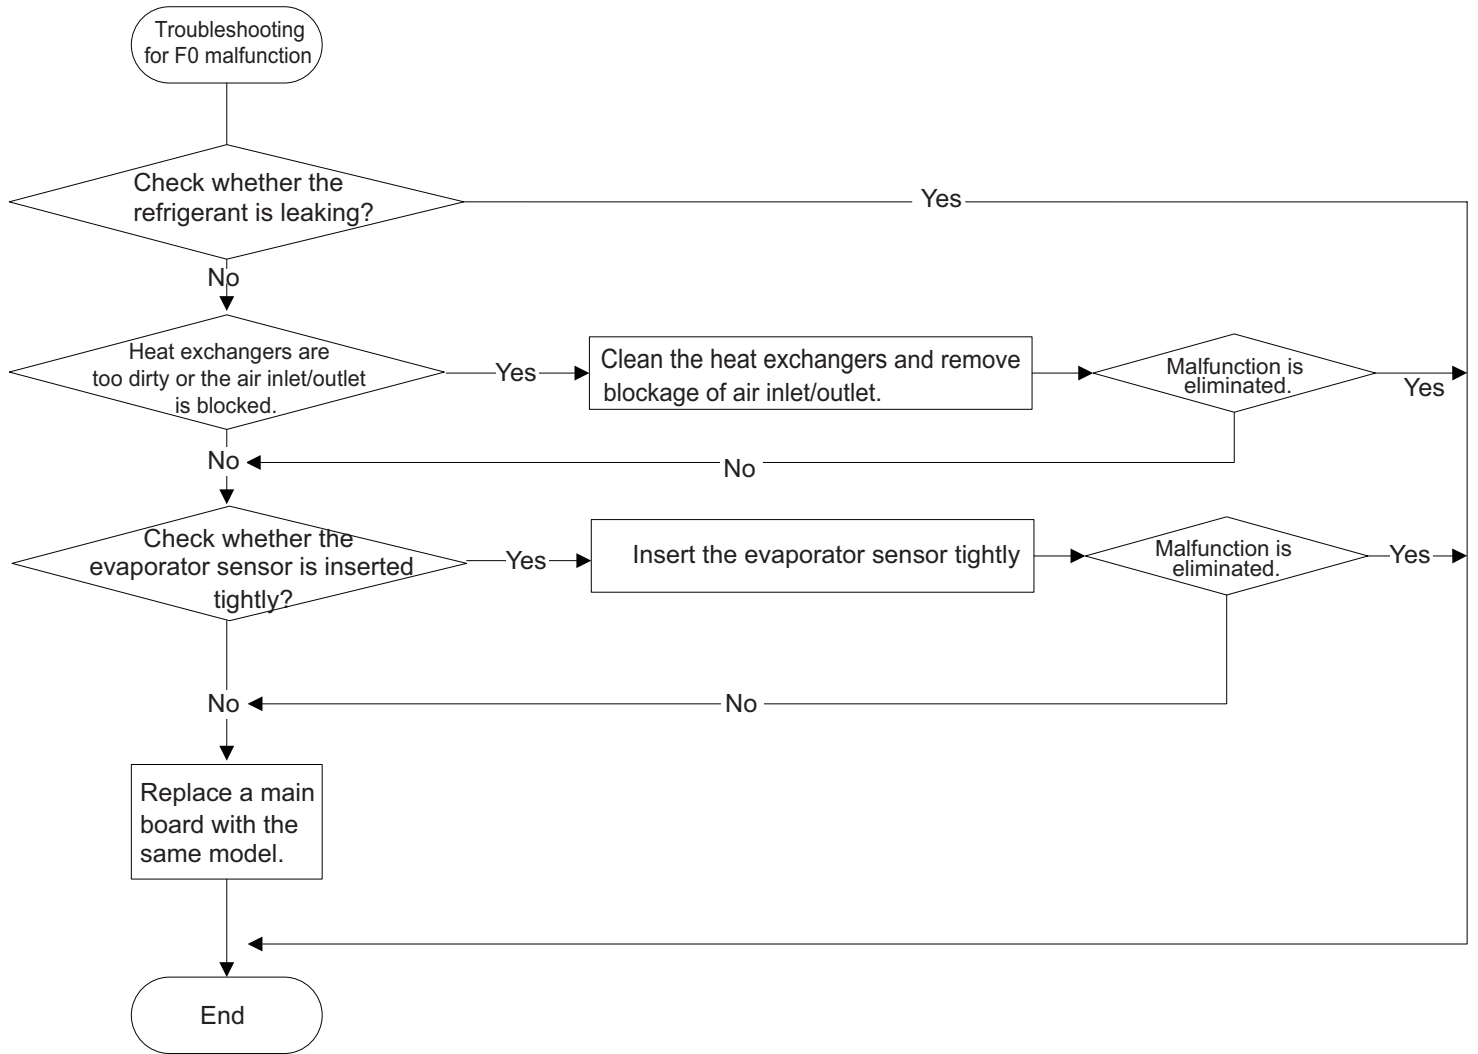 Troubleshooting
for F0 malfunction
Check whether the
refrigerant is leaking?
Yes
No
Heat exchangers are
too dirty or the air inlet/outlet
is blocked.
Yes
Clean the heat exchangers and remove
blockage of air inlet/outlet.
Malfunction is
eliminated.
Yes
No
No
Check whether the
evaporator sensor is inserted
tightly?
Yes
Insert the evaporator sensor tightly
Malfunction is
eliminated.
Yes
No
No
Replace a main
board with the
same model.
End